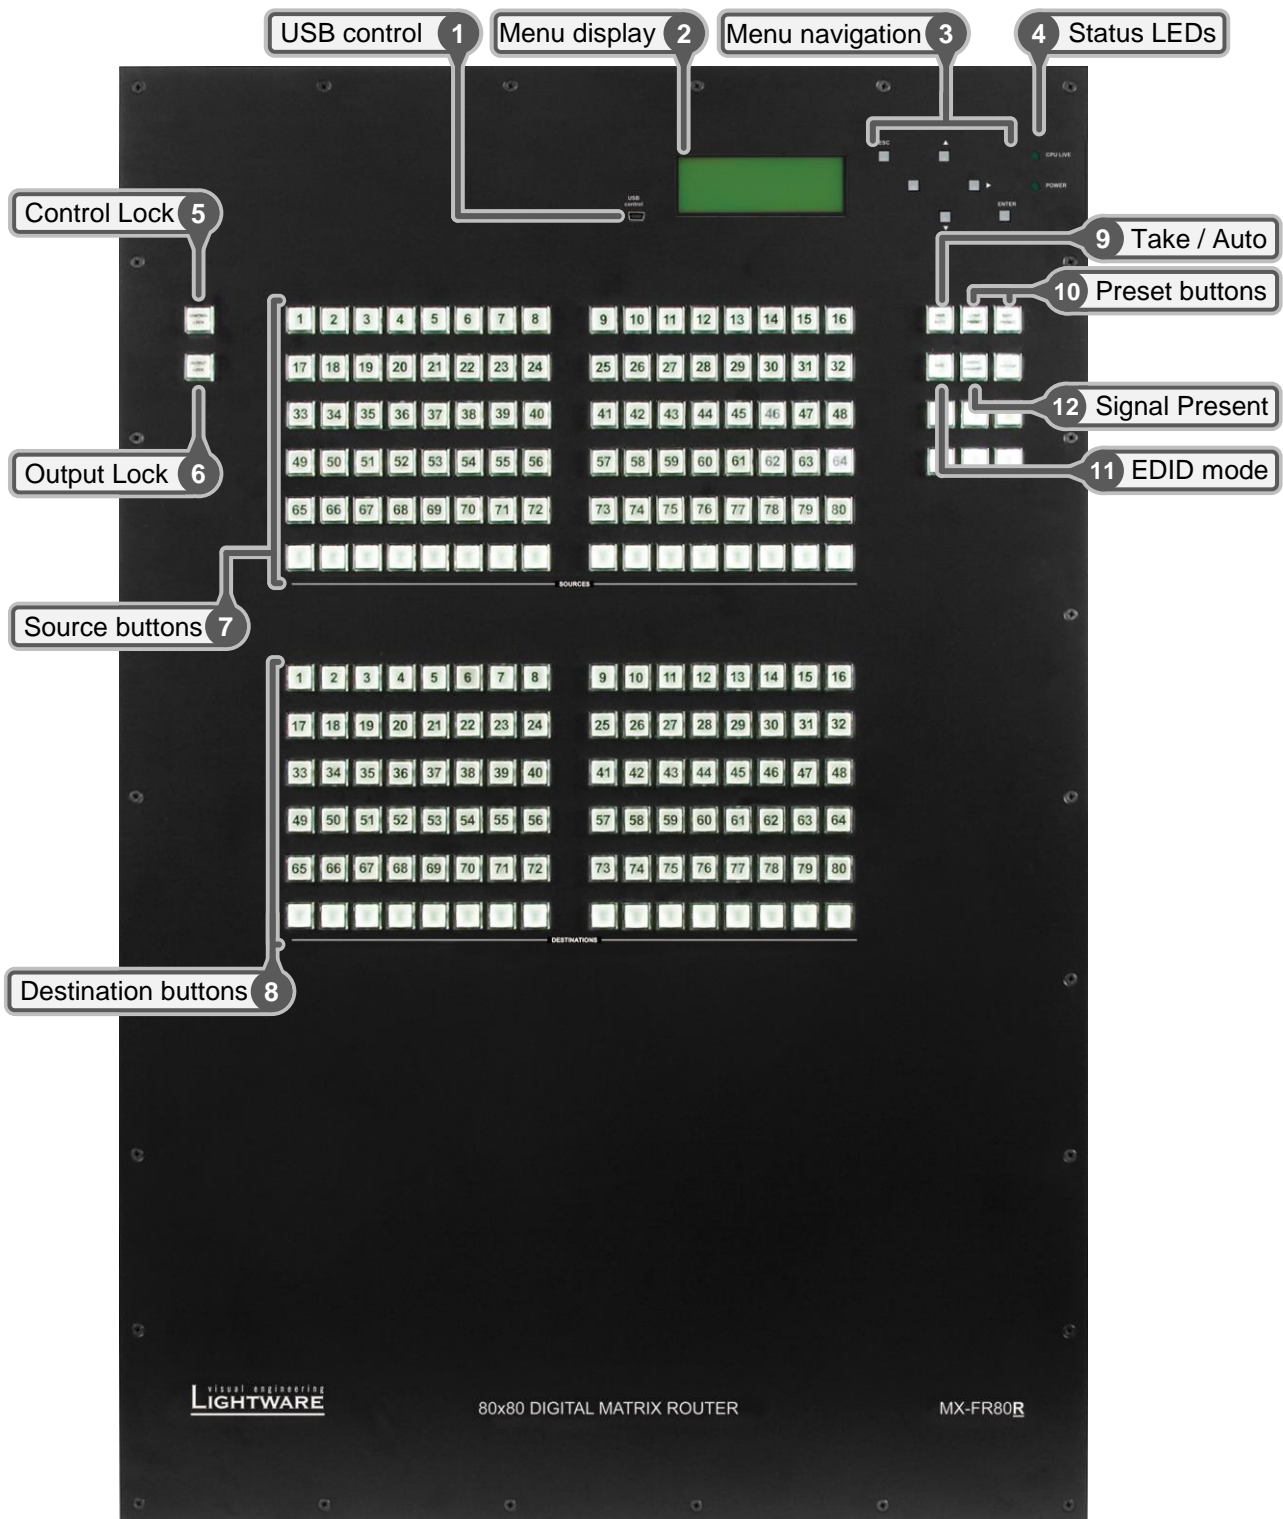 USB control 1
Menu display 2
Menu navigation 3
4 Status LEDs
ESC
CPU LIVE
POWER
USB
control
ENTER
Control Lock 5
9 Take / Auto
10 Preset buttons
1 2 3 4 5 6 7 8 9 10 11 12 13 14 15 16
17 18 19 20 21 22 23 24 25 26 27 28 29 30 31 32
12 Signal Present
33 34 35 36 37 38 39 40 41 42 43 44 45 46 47 48
Output Lock 6
49 50 51 52 53 54 55 56 57 58 59 60 61 62 63 64
11 EDID mode
65 66 67 68 69 70 71 72 73 74 75 76 77 78 79 80
SOURCES
Source buttons 7
1 2 3 4 5 6 7 8 9 10 11 12 13 14 15 16
17 18 19 20 21 22 23 24 25 26 27 28 29 30 31 32
33 34 35 36 37 38 39 40 41 42 43 44 45 46 47 48
49 50 51 52 53 54 55 56 57 58 59 60 61 62 63 64
65 66 67 68 69 70 71 72 73 74 75 76 77 78 79 80
DESTINATIONS
Destination buttons 8
visual engineering
LIGHTWARE
80x80 DIGITAL MATRIX ROUTER
MX-FR80R